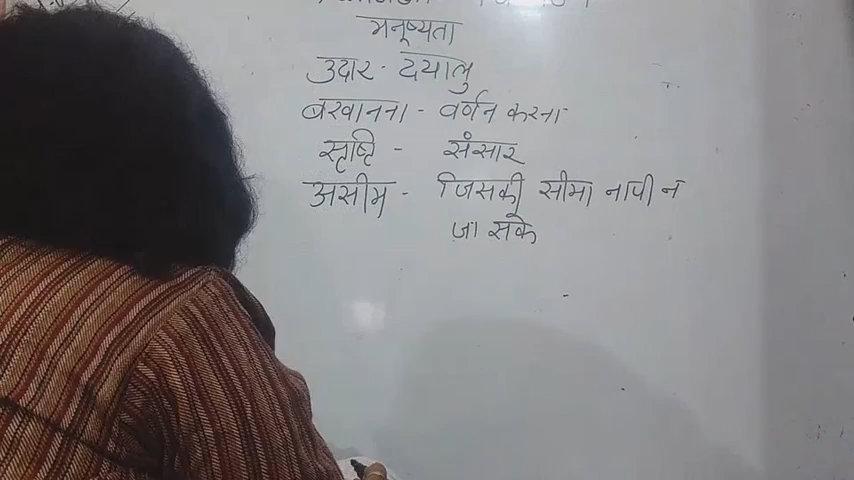 मनुष्यता
उदार - दयालु
बखानना - वर्णन करना
सृष्टि - संसार
असीम - जिसकी सीमा नापी न
जा सके